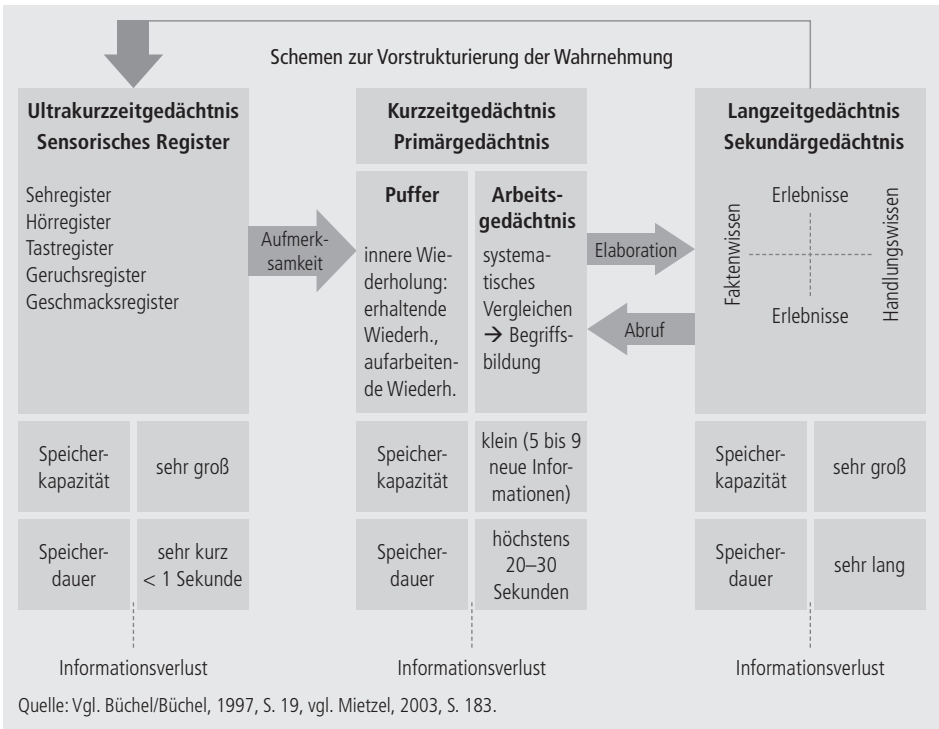 Schemen zur Vorstrukturierung der Wahrnehmung
Ultrakurzzeitgedächtnis
Sensorisches Register
Sehregister
Hörregister
Tastregister
Geruchsregister
Geschmacksregister
Aufmerk-
samkeit
Kurzzeitgedächtnis
Primärgedächtnis
Puffer
innere Wie-
derholung:
erhaltende
Wiederh.,
aufarbeiten-
de Wiederh.
Arbeits-
gedächtnis
systema-
tisches
Vergleichen
→ Begriffs-
bildung
Elaboration
Abruf
Langzeitgedächtnis
Sekundärgedächtnis
Faktenwissen
Erlebnisse
Erlebnisse
Handlungswissen
Speicher-
kapazität
sehr groß
Speicher-
dauer
sehr kurz
< 1 Sekunde
Speicher-
kapazität
klein (5 bis 9
neue Infor-
mationen)
Speicher-
dauer
höchstens
20–30
Sekunden
Speicher-
kapazität
sehr groß
Speicher-
dauer
sehr lang
Informationsverlust
Informationsverlust
Informationsverlust
Quelle: Vgl. Büchel/Büchel, 1997, S. 19, vgl. Mietzel, 2003, S. 183.